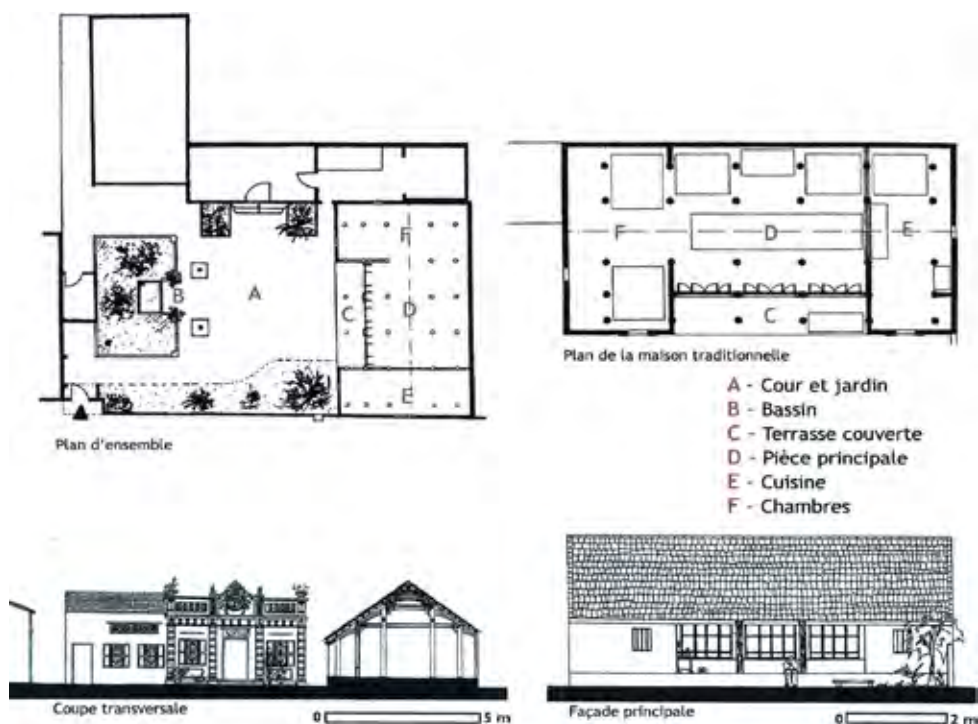 F
A
B
C
D
E
Plan d'ensemble
F
D
E
C
Plan de la maison traditionnelle
A - Cour et jardin
B - Bassin
C - Terrasse couverte
D - Pièce principale
E - Cuisine
F - Chambres
Coupe transversale
0 5 m
Façade principale
0 2 m